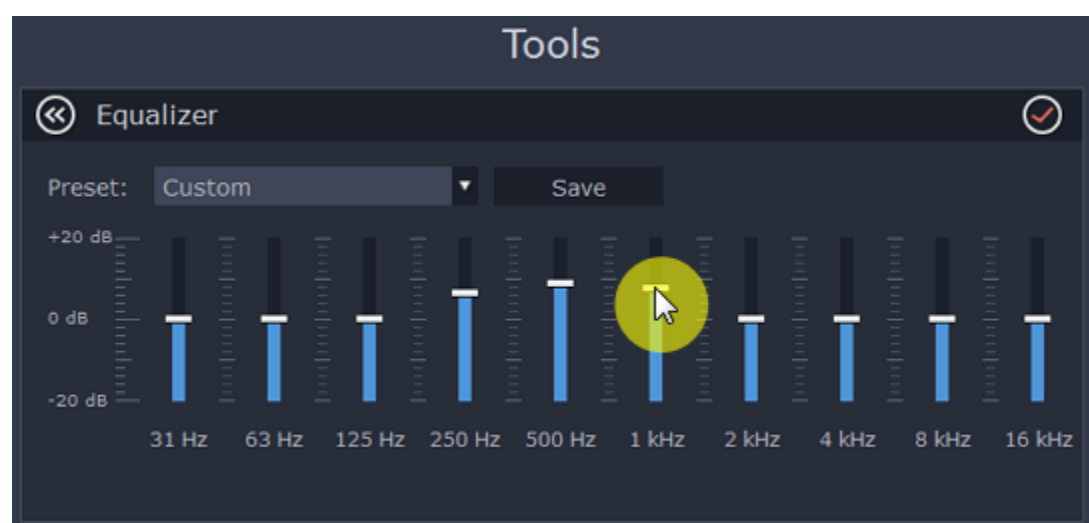 Tools
Equalizer
Preset: Custom Save
+20 dB
0 dB
-20 dB
31 Hz 63 Hz 125 Hz 250 Hz 500 Hz 1 kHz 2 kHz 4 kHz 8 kHz 16 kHz